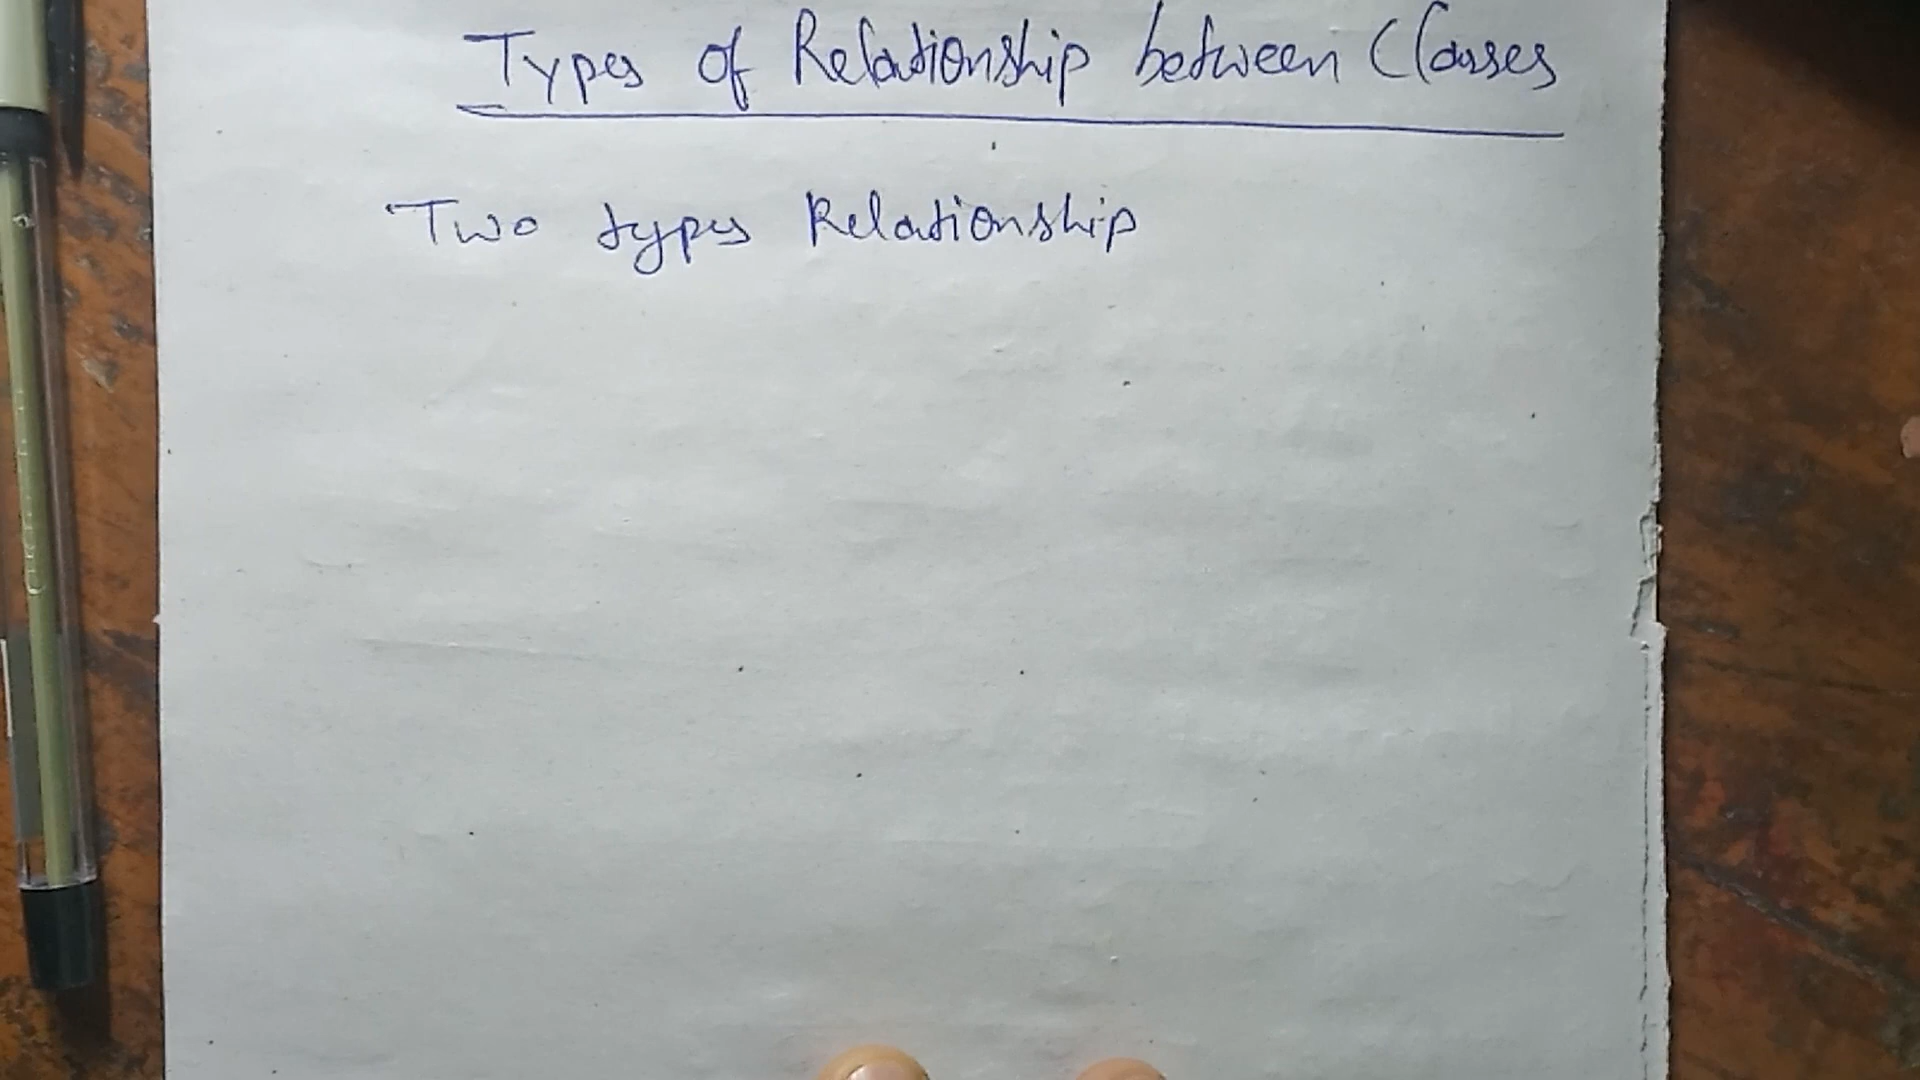 Types of Relationship between Classes
Two types Relationship